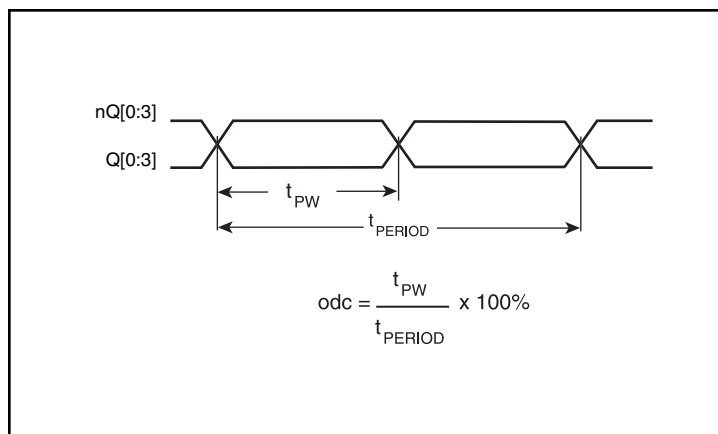 nQ[0:3]
Q[0:3]
tPW
tPERIOD
odc = tPW / tPERIOD x 100%